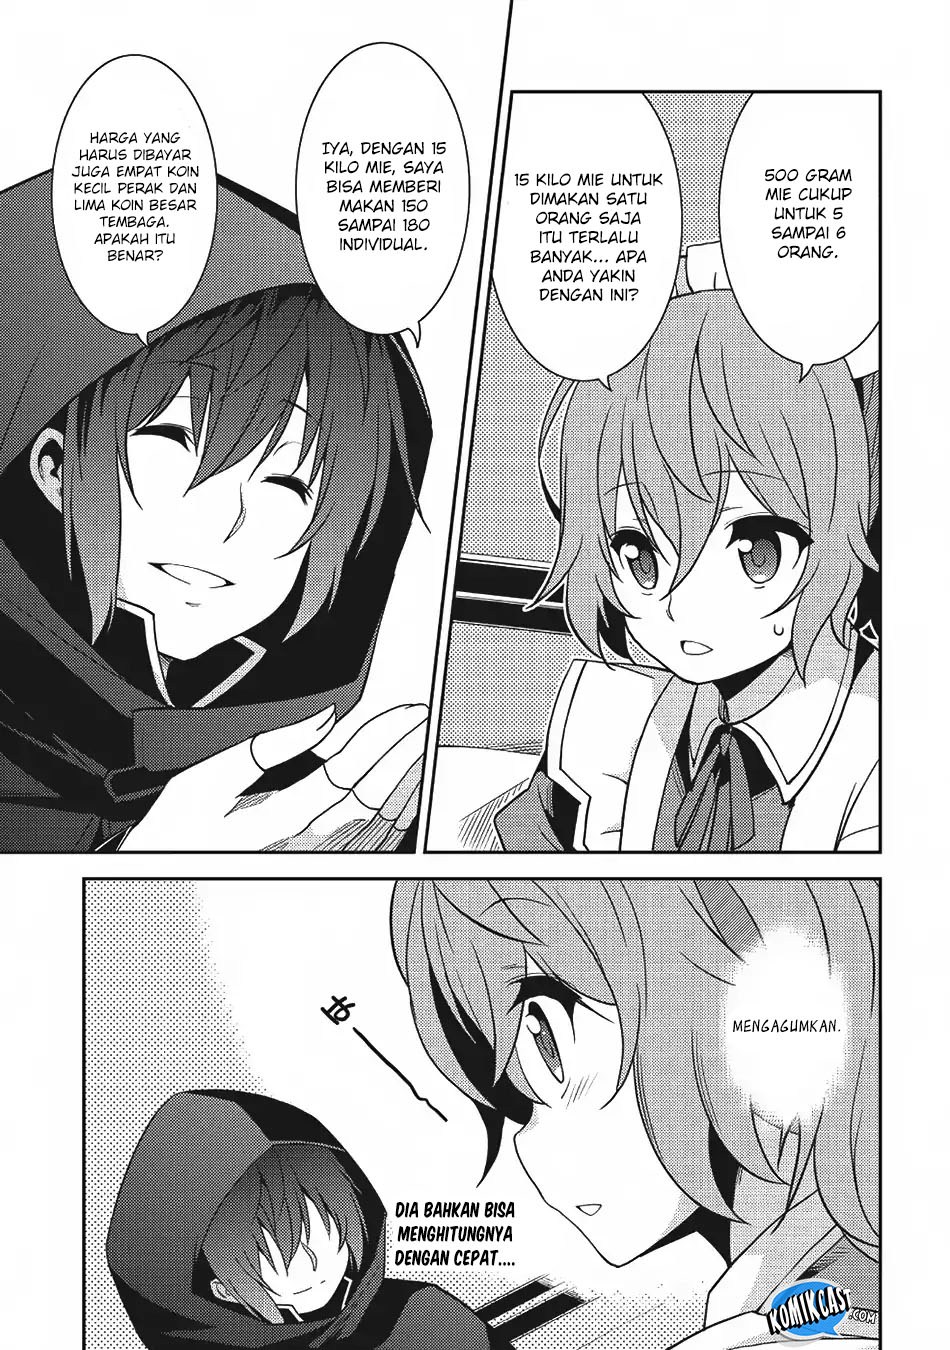 500 GRAM
MIE CUKUP
UNTUK 5
SAMPAI 6
ORANG.
15 KILO MIE UNTUK
DIMAKAN SATU
ORANG SAJA
ITU TERLALU
BANYAK... APA
ANDA YAKIN
DENGAN INI?
IYA, DENGAN 15
KILO MIE, SAYA
BISA MEMBERI
MAKAN 150
SAMPAI 180
INDIVIDUAL.
HARGA YANG
HARUS DIBAYAR
JUGA EMPAT KOIN
KECIL PERAK DAN
LIMA KOIN BESAR
TEMBAGA.
APAKAH ITU
BENAR?
MENGAGUMKAN.
は
DIA BAHKAN BISA
MENGHITUNGNYA
DENGAN CEPAT....
KOMIKCAST.COM